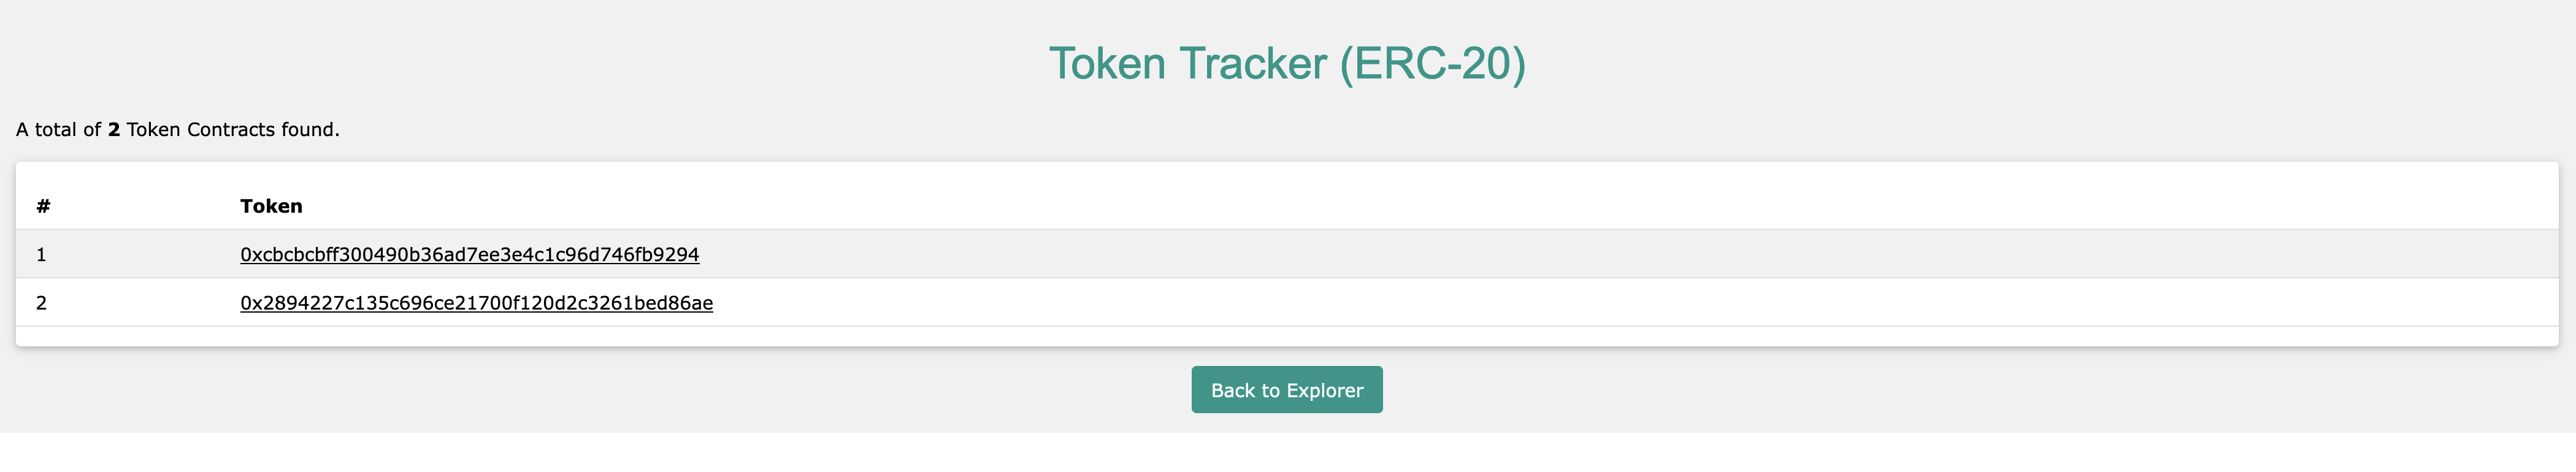 Token Tracker (ERC-20)
A total of 2 Token Contracts found.
# Token
1 0xcbcbcbff300490b36ad7ee3e4c1c96d746fb9294
2 0x2894227c135c696ce21700f120d2c3261bed86ae
Back to Explorer